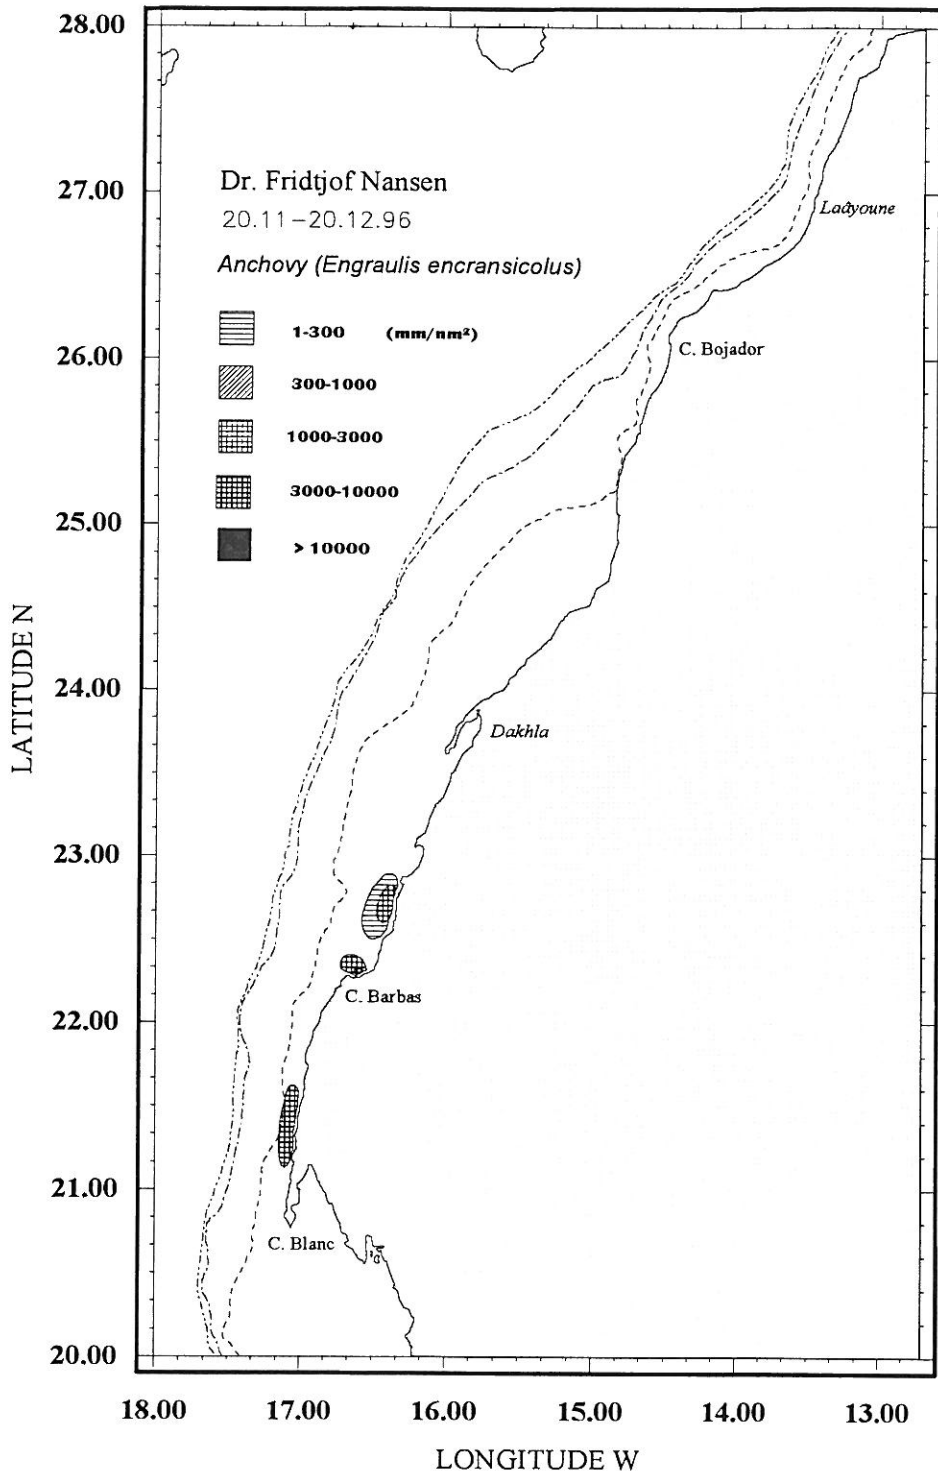 28.00
Dr. Fridtjof Nansen
27.00
Laâyoune
20.11-20.12.96
Anchovy (Engraulis encransicolus)
1-300 (mm/nm²)
C. Bojador
26.00
300-1000
1000-3000
3000-10000
25.00
> 10000
LATITUDE N
24.00
Dakhla
23.00
C. Barbas
22.00
21.00
C. Blanc
20.00
18.00 17.00 16.00 15.00 14.00 13.00
LONGITUDE W